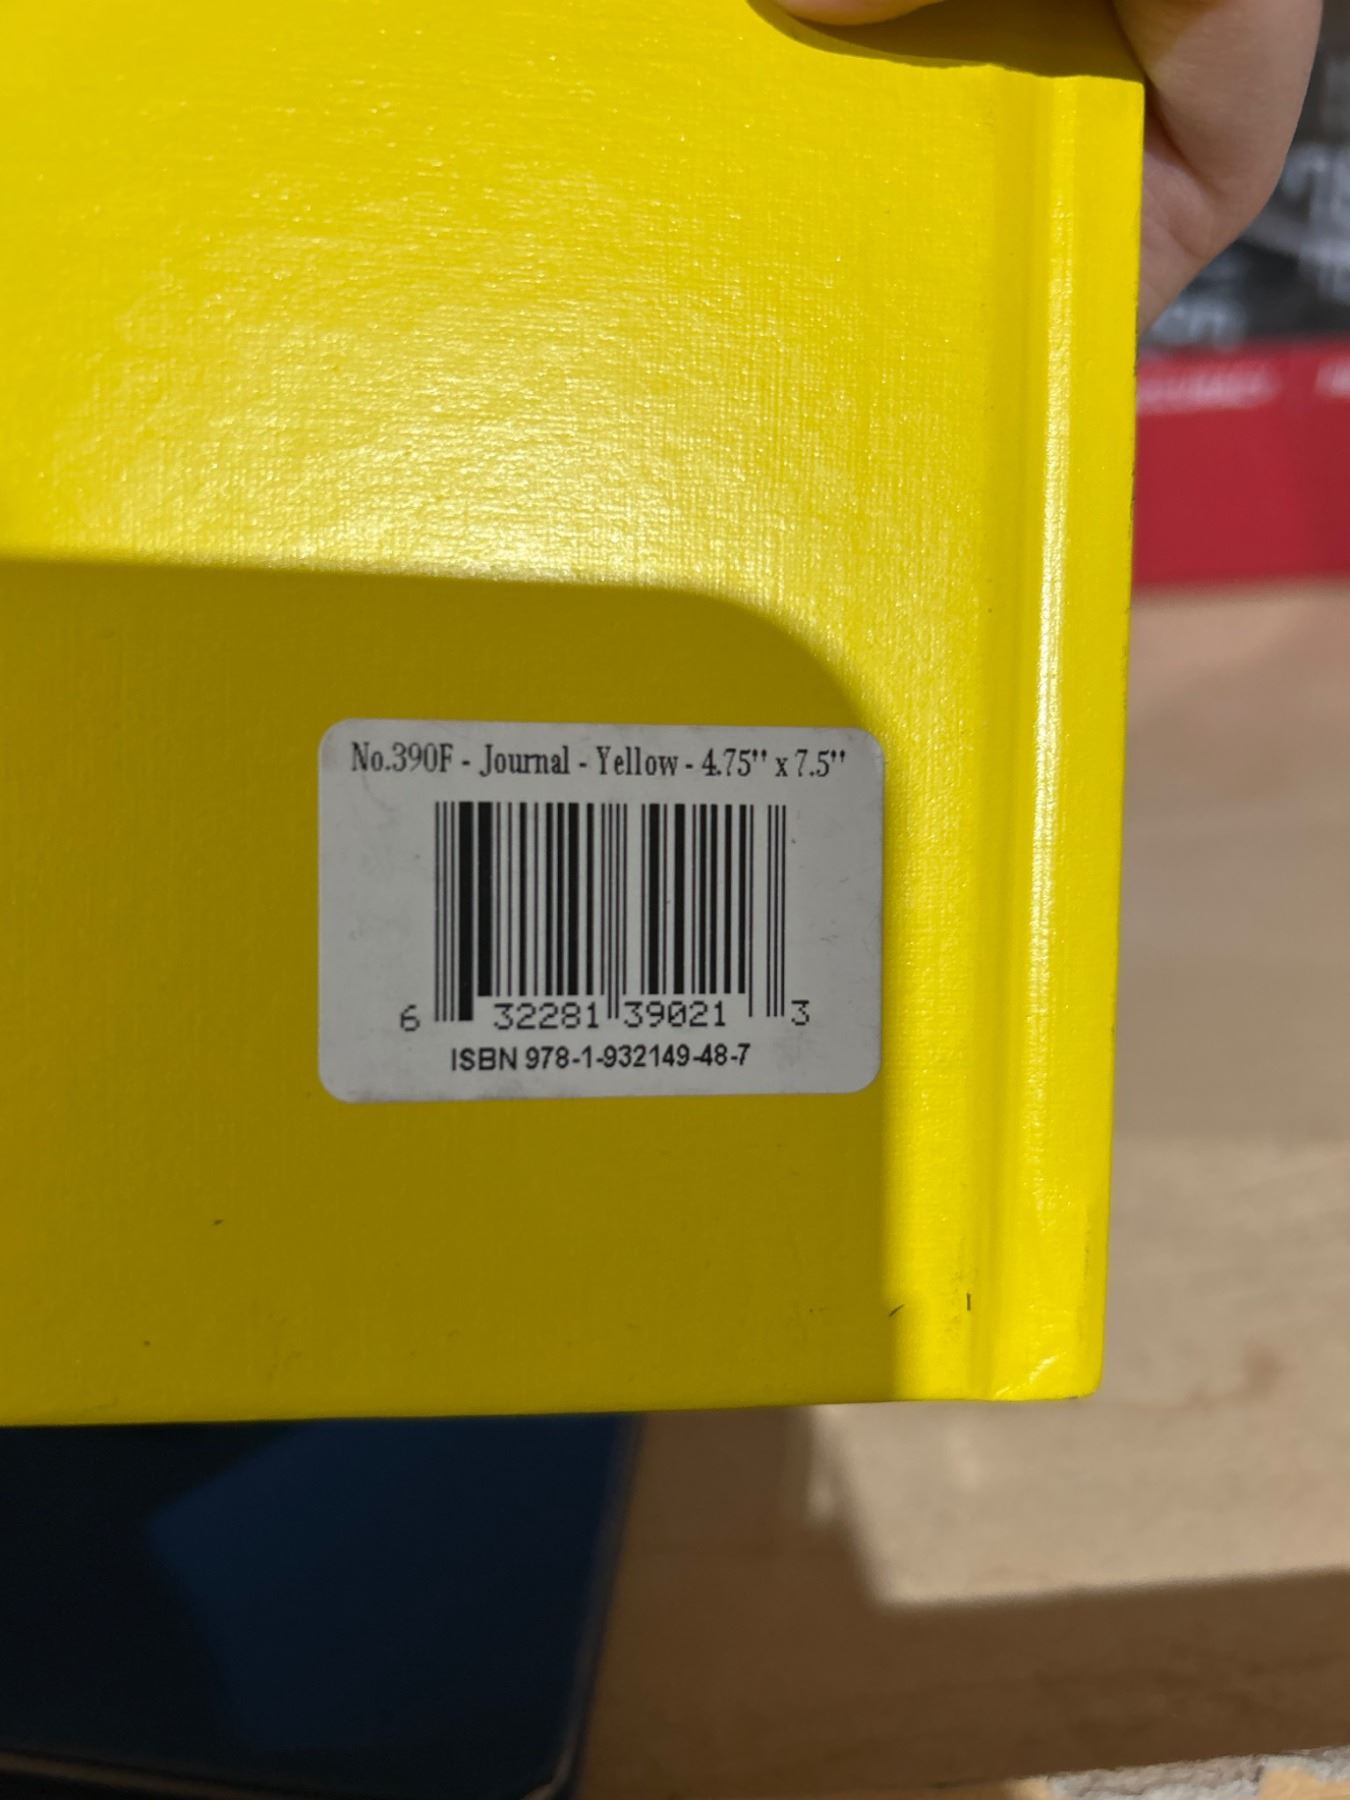 No.390F - Journal - Yellow - 4.75" x 7.5"
6 32281 39021 3
ISBN 978-1-932149-48-7